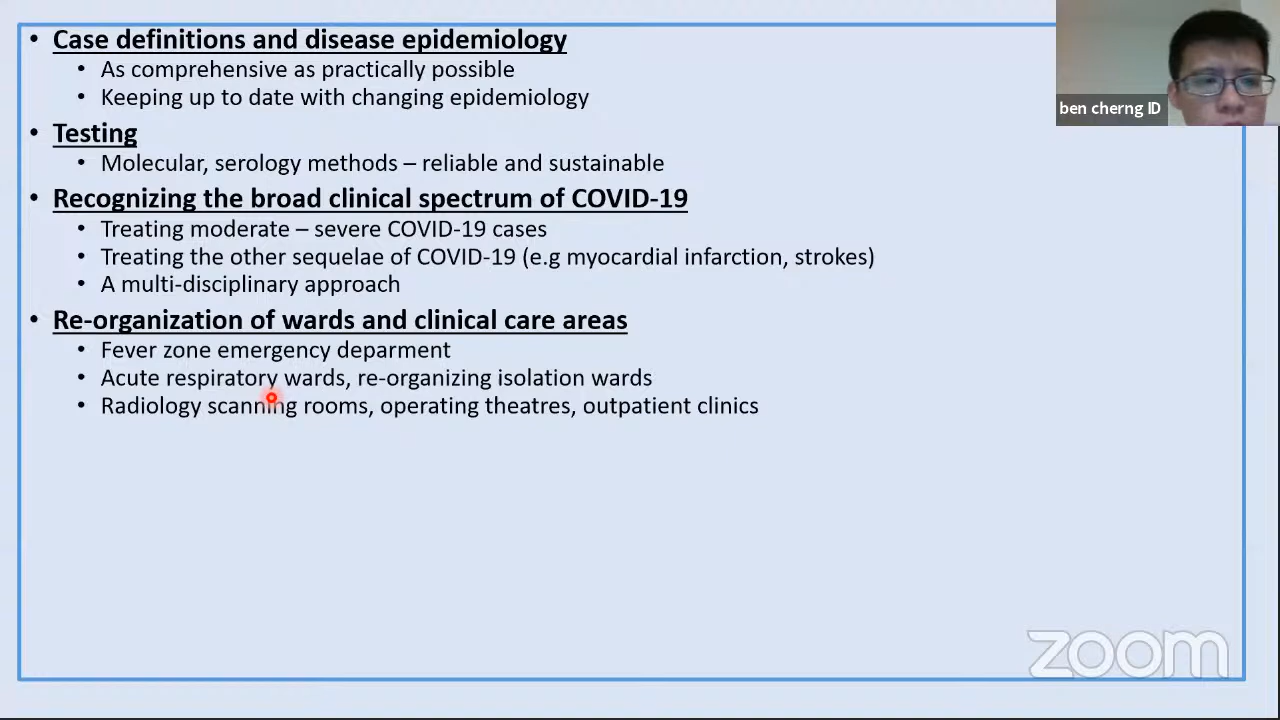 • Case definitions and disease epidemiology
• As comprehensive as practically possible
• Keeping up to date with changing epidemiology
• Testing
• Molecular, serology methods – reliable and sustainable
• Recognizing the broad clinical spectrum of COVID-19
• Treating moderate – severe COVID-19 cases
• Treating the other sequelae of COVID-19 (e.g myocardial infarction, strokes)
• A multi-disciplinary approach
• Re-organization of wards and clinical care areas
• Fever zone emergency deparment
• Acute respiratory wards, re-organizing isolation wards
• Radiology scanning rooms, operating theatres, outpatient clinics
ben cherng ID
zoom